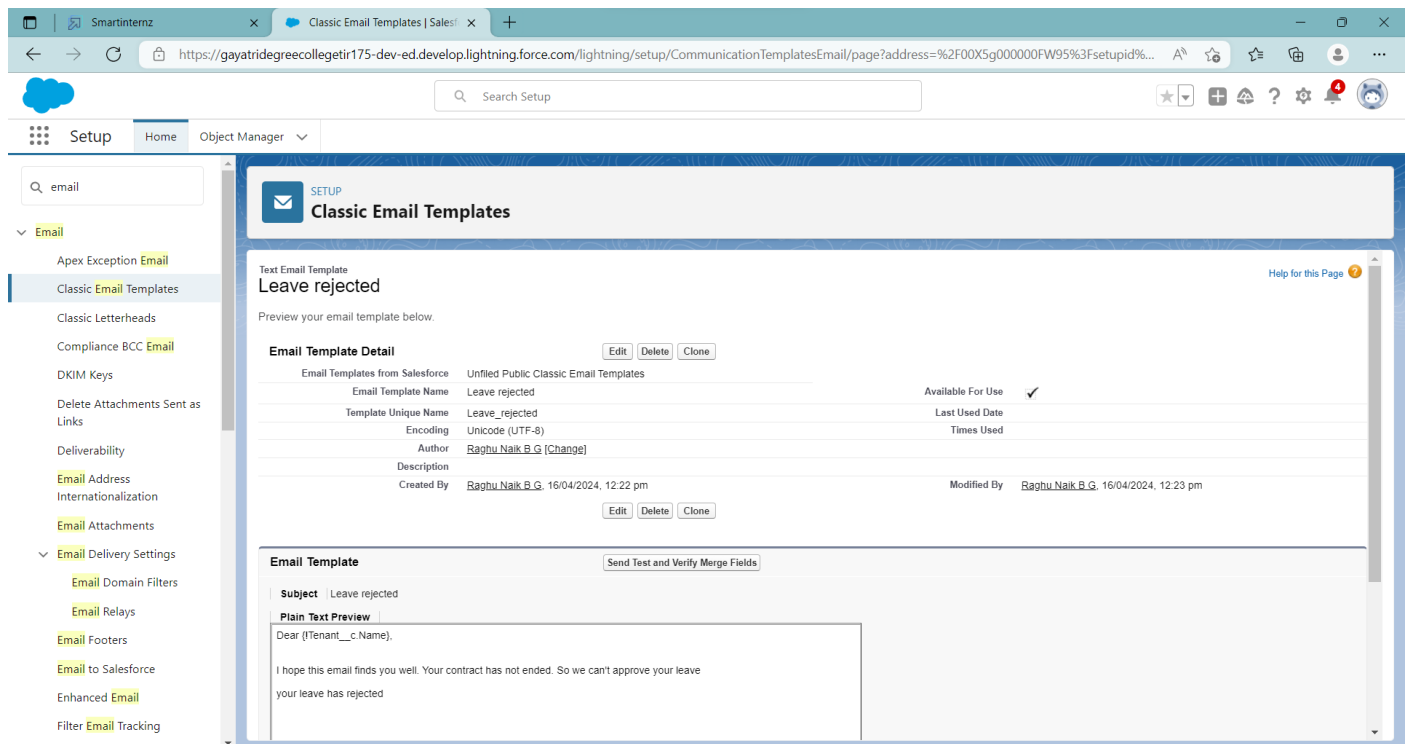 Smartinternz
Classic Email Templates | Salesf
https://gayatridegreecollegetir175-dev-ed.develop.lightning.force.com/lightning/setup/CommunicationTemplatesEmail/page?address=%2F00X5g000000FW95%3Fsetupid%...
Search Setup
4
Setup
Home
Object Manager
email
Email
Apex Exception Email
Classic Email Templates
Classic Letterheads
Compliance BCC Email
DKIM Keys
Delete Attachments Sent as
Links
Deliverability
Email Address
Internationalization
Email Attachments
Email Delivery Settings
Email Domain Filters
Email Relays
Email Footers
Email to Salesforce
Enhanced Email
Filter Email Tracking
SETUP
Classic Email Templates
Text Email Template
Leave rejected
Help for this Page
Preview your email template below.
Email Template Detail
Edit Delete Clone
Email Templates from Salesforce Unfiled Public Classic Email Templates
Email Template Name Leave rejected Available For Use
Template Unique Name Leave_rejected Last Used Date
Encoding Unicode (UTF-8) Times Used
Author Raghu Naik B G [Change]
Description
Created By Raghu Naik B G, 16/04/2024, 12:22 pm Modified By Raghu Naik B G, 16/04/2024, 12:23 pm
Edit Delete Clone
Email Template
Send Test and Verify Merge Fields
Subject Leave rejected
Plain Text Preview
Dear {!Tenant__c.Name},
I hope this email finds you well. Your contract has not ended. So we can't approve your leave
your leave has rejected